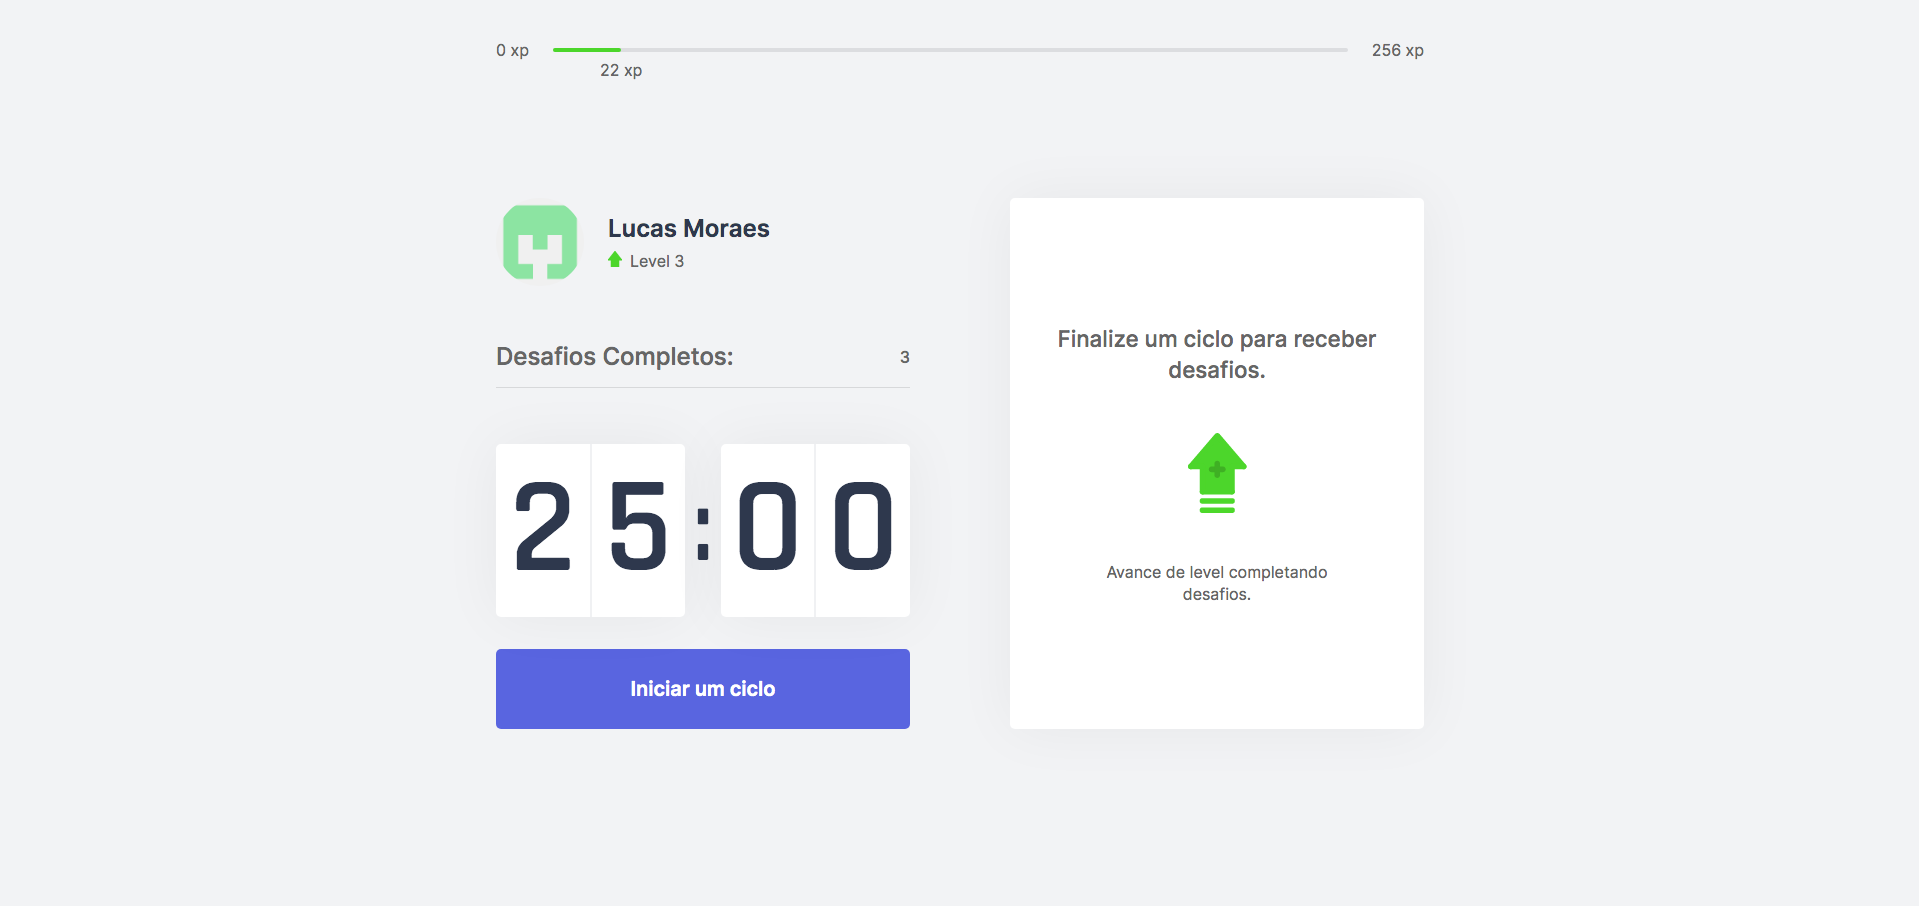 0 xp
256 xp
22 xp
Lucas Moraes
Level 3
Desafios Completos:
3
25:00
Iniciar um ciclo
Finalize um ciclo para receber
desafios.
Avance de level completando
desafios.